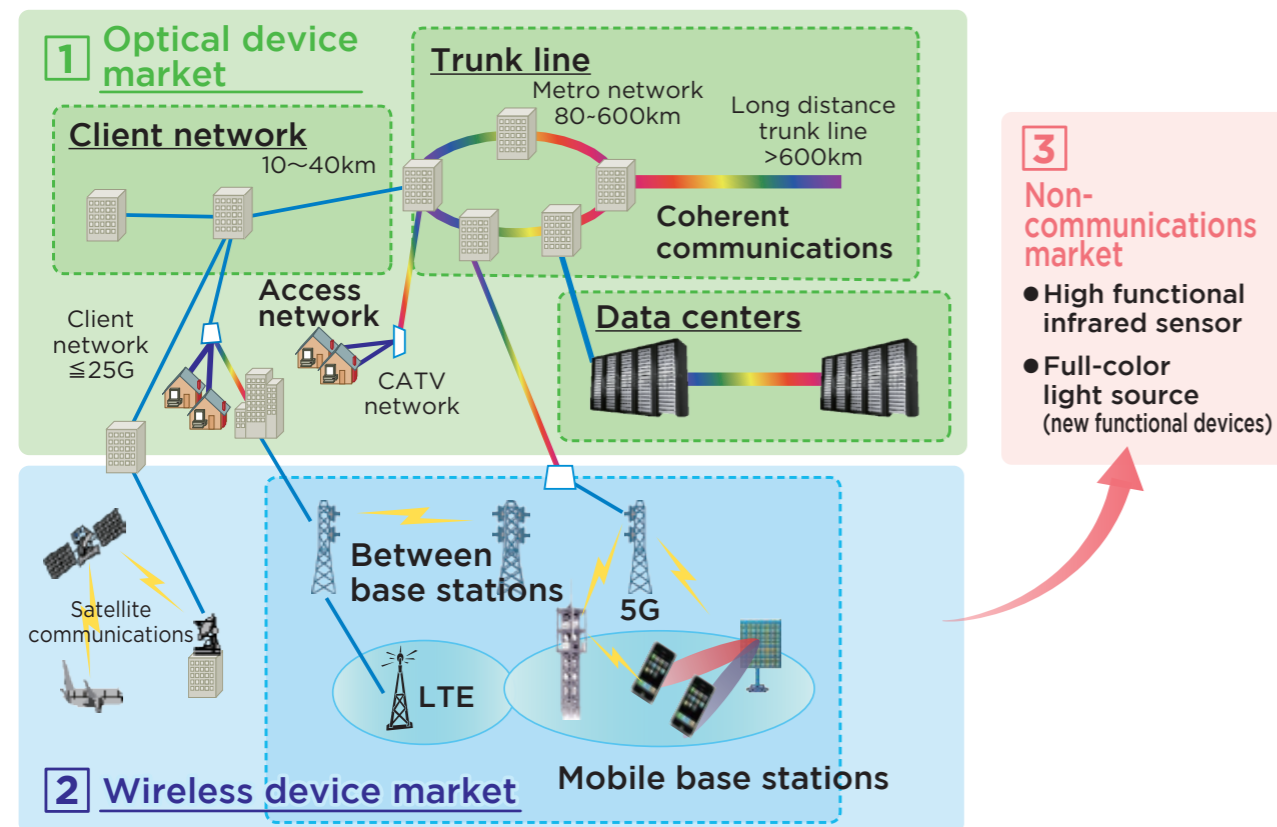 1
Optical device
market
Trunk line
Metro network
80~600km
Long distance
trunk line
>600km
Client network
10～40km
Coherent
communications
Access
network
Client
network
≦25G
CATV
network
Data centers
Between
base stations
5G
Satellite
communications
LTE
Mobile base stations
2
Wireless device market
3
Non-
communications
market
●High functional
infrared sensor
●Full-color
light source
(new functional devices)